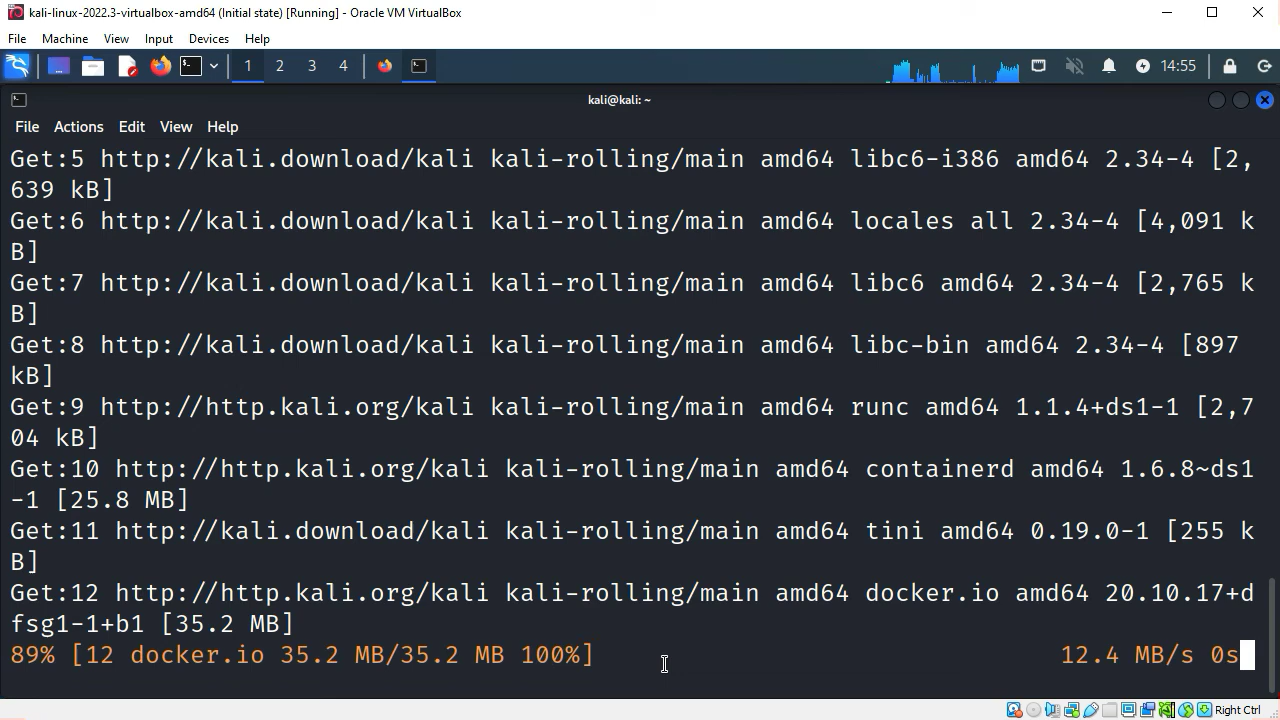 kali-linux-2022.3-virtualbox-amd64 (Initial state) [Running] - Oracle VM VirtualBox
File Machine View Input Devices Help
1 2 3 4 14:55
kali@kali: ~
File Actions Edit View Help
Get:5 http://kali.download/kali kali-rolling/main amd64 libc6-i386 amd64 2.34-4 [2,
639 kB]
Get:6 http://kali.download/kali kali-rolling/main amd64 locales all 2.34-4 [4,091 k
B]
Get:7 http://kali.download/kali kali-rolling/main amd64 libc6 amd64 2.34-4 [2,765 k
B]
Get:8 http://kali.download/kali kali-rolling/main amd64 libc-bin amd64 2.34-4 [897
kB]
Get:9 http://http.kali.org/kali kali-rolling/main amd64 runc amd64 1.1.4+ds1-1 [2,7
04 kB]
Get:10 http://http.kali.org/kali kali-rolling/main amd64 containerd amd64 1.6.8~ds1
-1 [25.8 MB]
Get:11 http://kali.download/kali kali-rolling/main amd64 tini amd64 0.19.0-1 [255 k
B]
Get:12 http://http.kali.org/kali kali-rolling/main amd64 docker.io amd64 20.10.17+d
fsg1-1+b1 [35.2 MB]
89% [12 docker.io 35.2 MB/35.2 MB 100%] 12.4 MB/s 0s
Right Ctrl